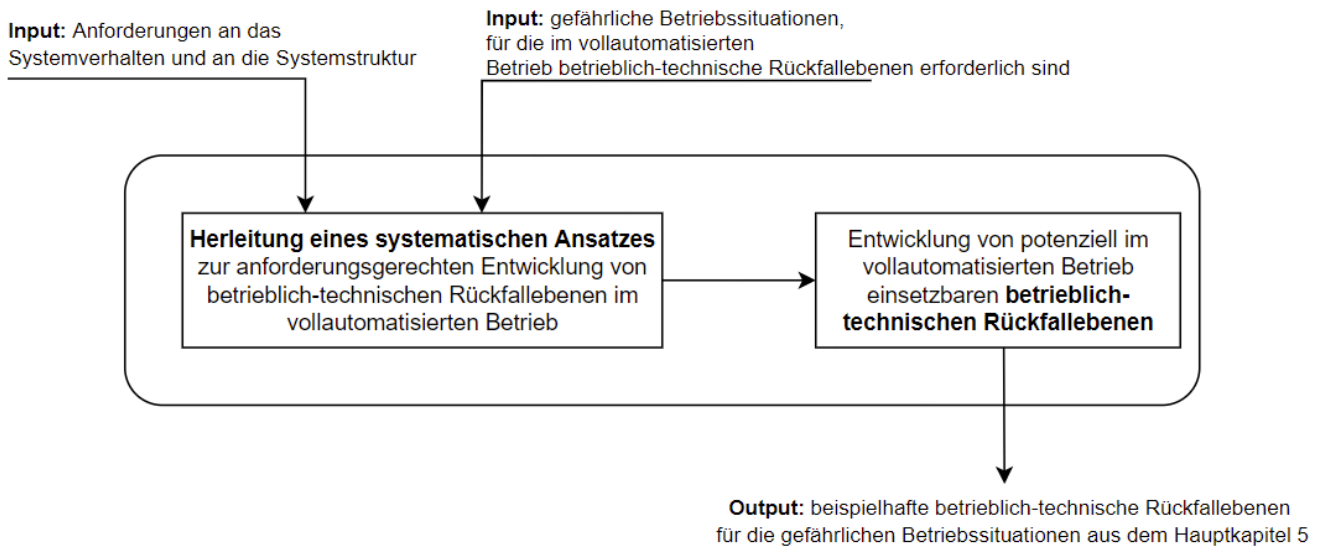 Input: Anforderungen an das
Systemverhalten und an die Systemstruktur
Input: gefährliche Betriebssituationen,
für die im vollautomatisierten
Betrieb betrieblich-technische Rückfallebenen erforderlich sind
Herleitung eines systematischen Ansatzes
zur anforderungsgerechten Entwicklung von
betrieblich-technischen Rückfallebenen im
vollautomatisierten Betrieb
Entwicklung von potenziell im
vollautomatisierten Betrieb
einsetzbaren betrieblich-
technischen Rückfallebenen
Output: beispielhafte betrieblich-technische Rückfallebenen
für die gefährlichen Betriebssituationen aus dem Hauptkapitel 5